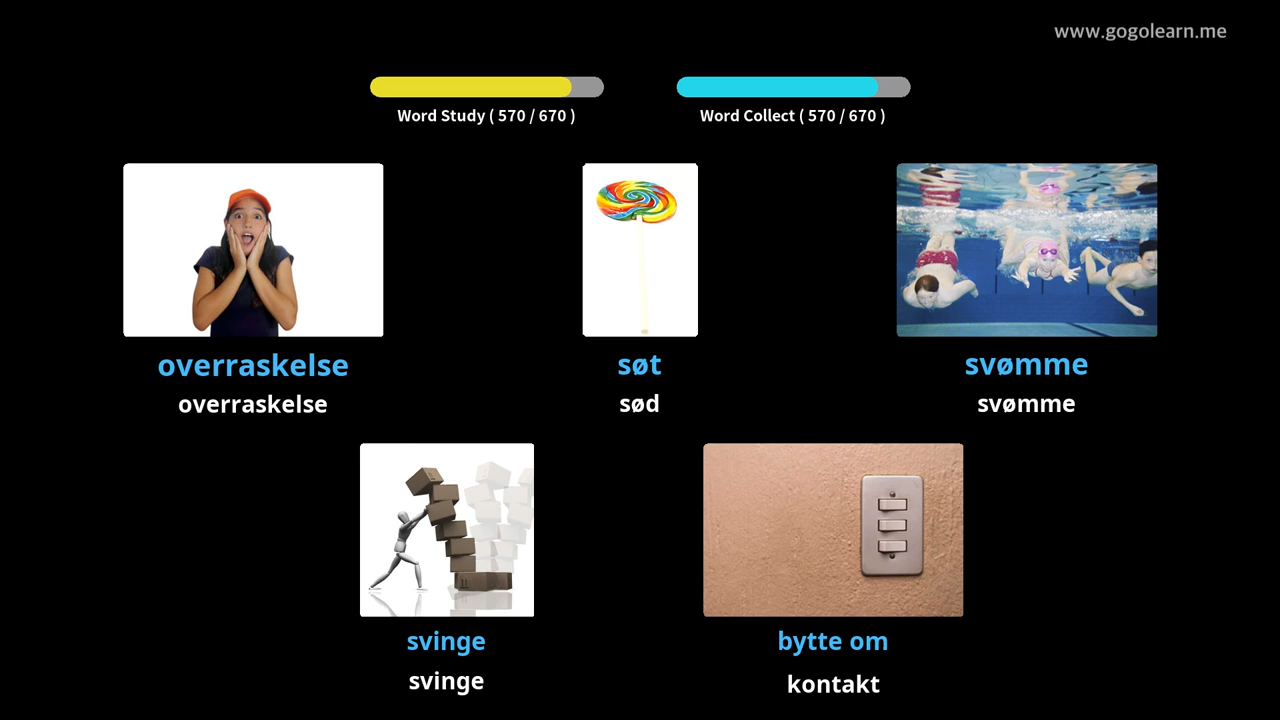 www.gogolearn.me
Word Study ( 570 / 670 )
Word Collect ( 570 / 670 )
overraskelse
overraskelse
søt
sød
svømme
svømme
svinge
svinge
bytte om
kontakt